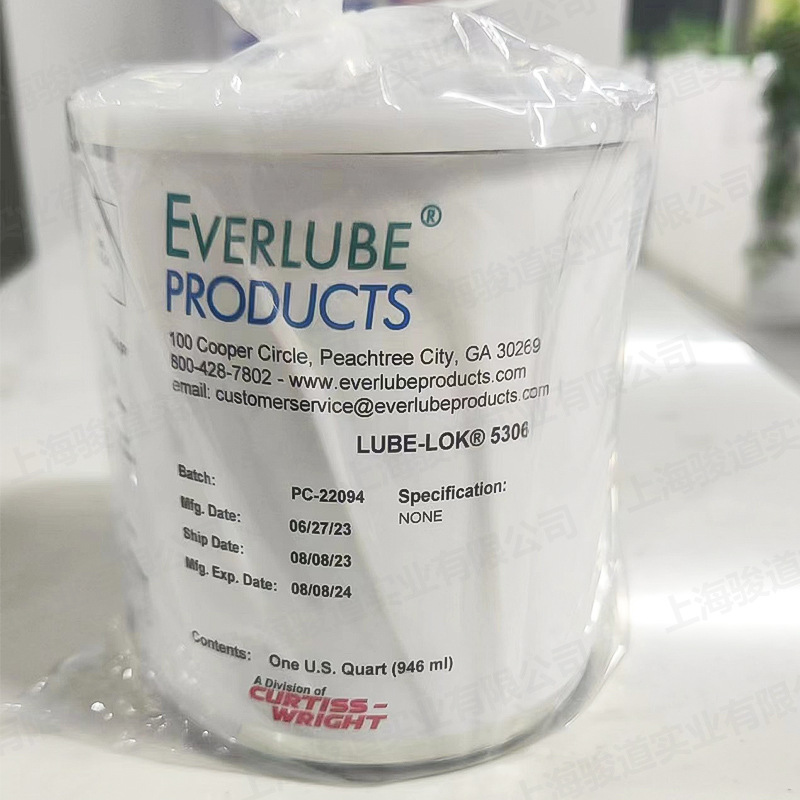 EVERLUBE®
PRODUCTS
100 Cooper Circle, Peachtree City, GA 30269
800-428-7802 - www.everlubeproducts.com
email: customerservice@everlubeproducts.com
LUBE-LOK® 5306
Batch: PC-22094
Mfg. Date: 06/27/23
Ship Date: 08/08/23
Mfg. Exp. Date: 08/08/24
Specification:
NONE
Contents: One U.S. Quart (946 ml)
A Division of
CURTISS-
WRIGHT
上海骏道实业有限公司